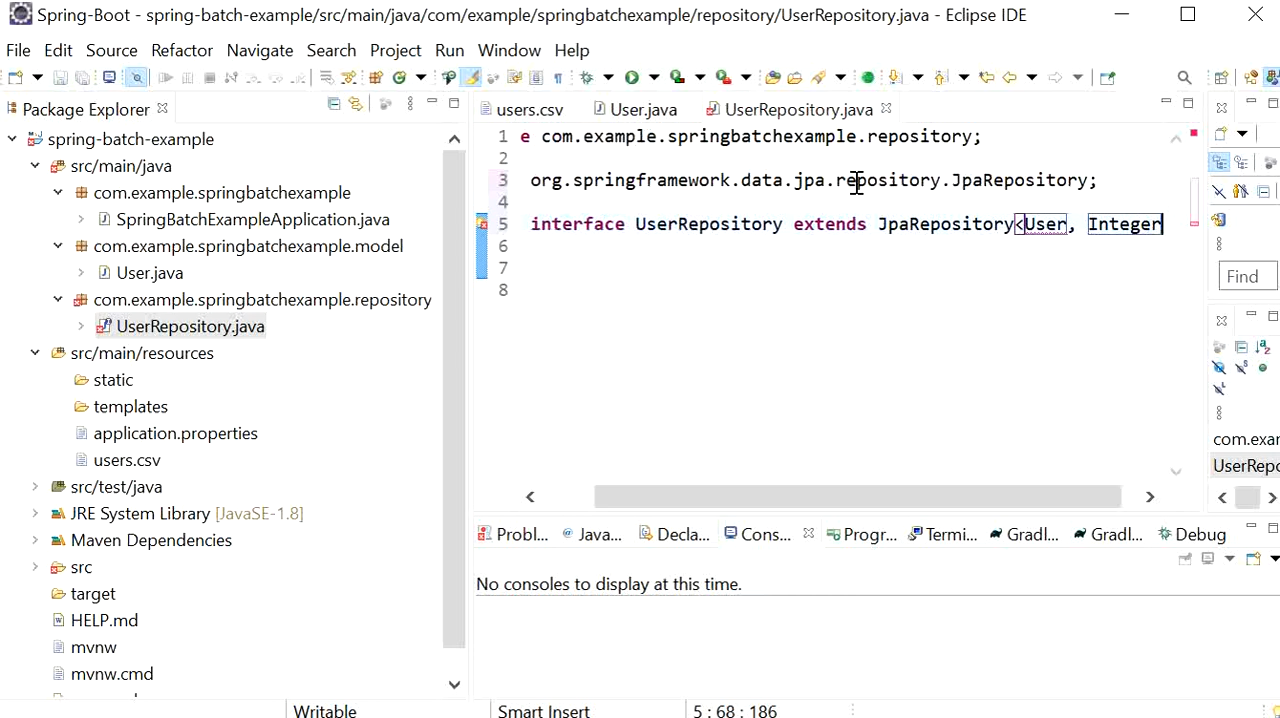 Spring-Boot - spring-batch-example/src/main/java/com/example/springbatchexample/repository/UserRepository.java - Eclipse IDE
File Edit Source Refactor Navigate Search Project Run Window Help
Package Explorer
users.csv User.java UserRepository.java
spring-batch-example
src/main/java
com.example.springbatchexample
SpringBatchExampleApplication.java
com.example.springbatchexample.model
User.java
com.example.springbatchexample.repository
UserRepository.java
src/main/resources
static
templates
application.properties
users.csv
src/test/java
JRE System Library [JavaSE-1.8]
Maven Dependencies
src
target
HELP.md
mvnw
mvnw.cmd
1 e com.example.springbatchexample.repository;
2
3 org.springframework.data.jpa.repository.JpaRepository;
4
5 interface UserRepository extends JpaRepository<User, Integer
6
7
8
Find
com.exar
UserRepo
Probl... Java... Decla... Cons... Progr... Termi... Gradl... Gradl... Debug
No consoles to display at this time.
Writable Smart Insert 5 : 68 : 186